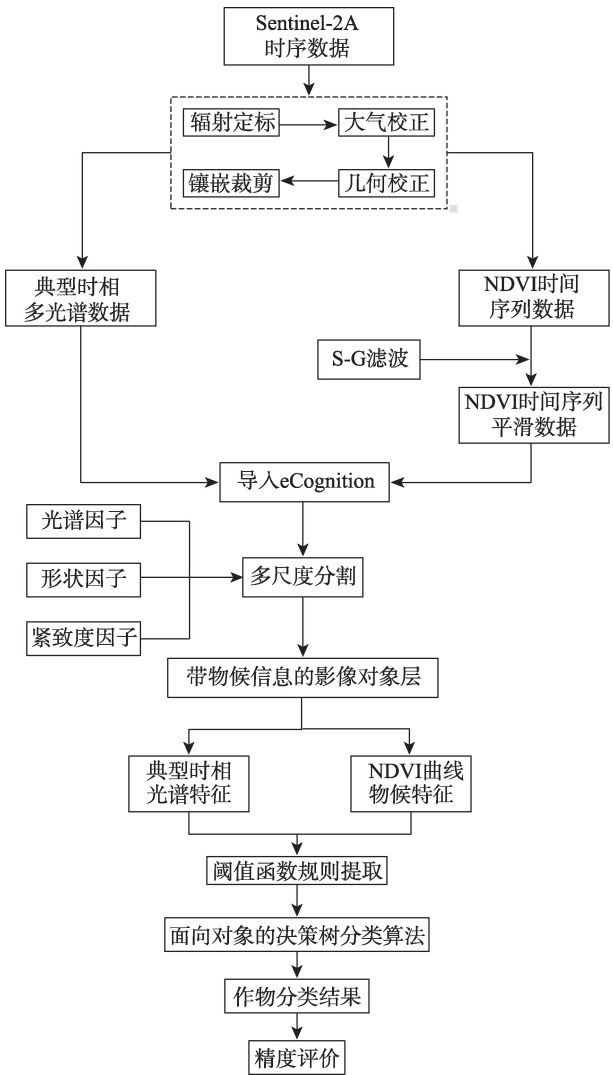 Sentinel-2A
时序数据
辐射定标
大气校正
镶嵌裁剪
几何校正
典型时相
多光谱数据
NDVI时间
序列数据
S-G滤波
NDVI时间序列
平滑数据
导入eCognition
光谱因子
形状因子
多尺度分割
紧致度因子
带物候信息的影像对象层
典型时相
光谱特征
NDVI曲线
物候特征
阈值函数规则提取
面向对象的决策树分类算法
作物分类结果
精度评价